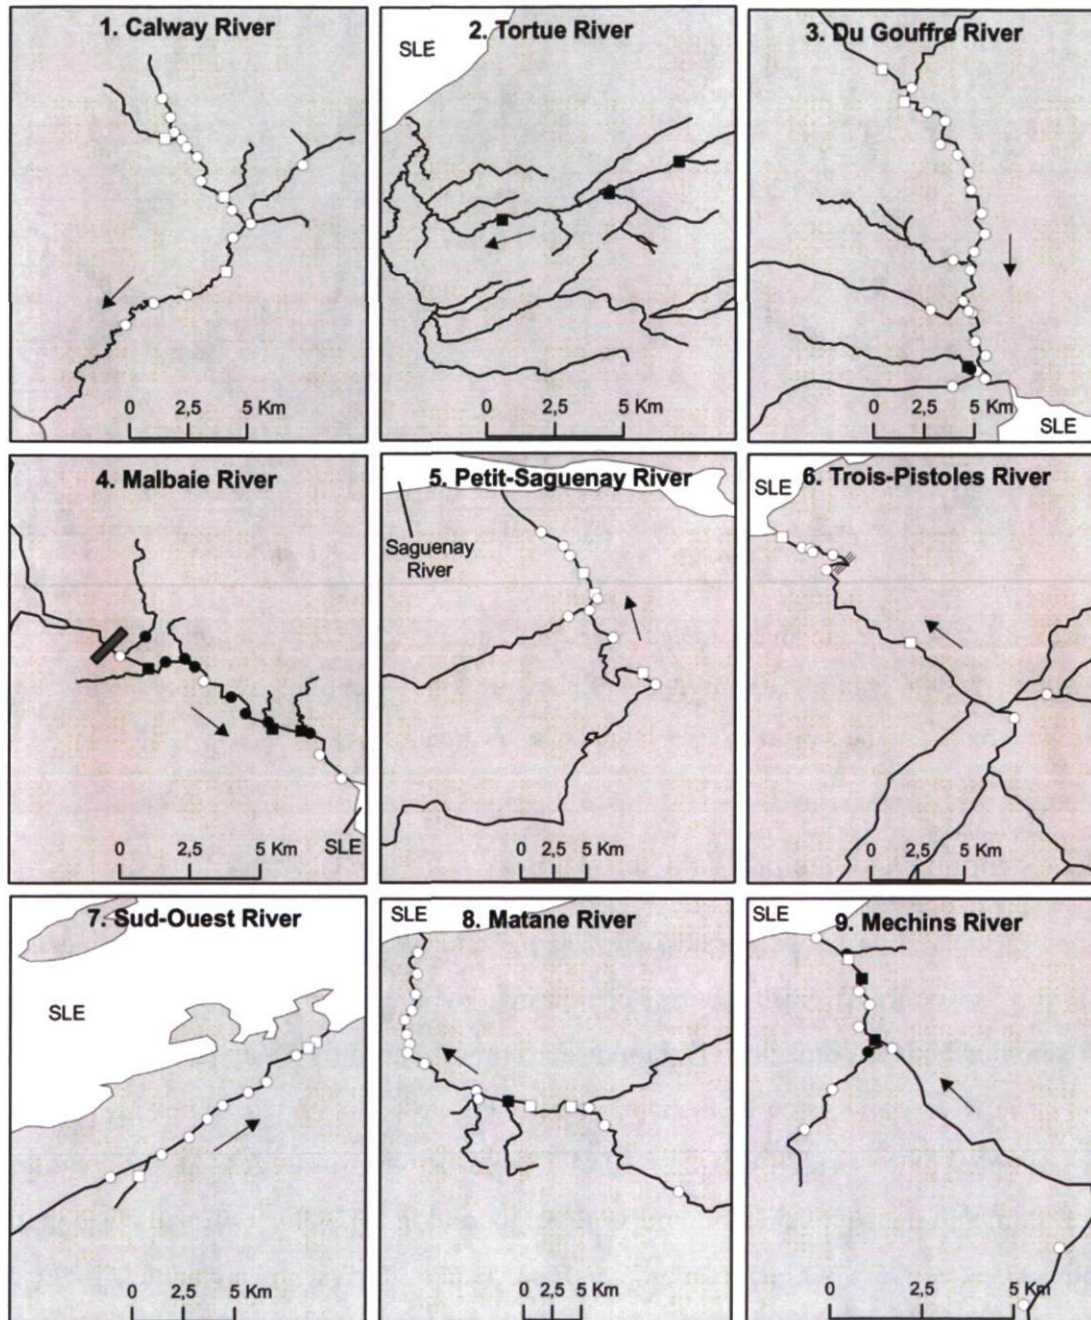 1. Calway River
0 2,5 5 Km
SLE
2. Tortue River
0 2,5 5 Km
3. Du Gouffre River
0 2,5 5 Km
SLE
4. Malbaie River
0 2,5 5 Km
SLE
5. Petit-Saguenay River
Saguenay
River
0 2,5 5 Km
SLE
6. Trois-Pistoles River
0 2,5 5 Km
7. Sud-Ouest River
SLE
0 2,5 5 Km
SLE
8. Matane River
0 2,5 5 Km
SLE
9. Mechins River
0 2,5 5 Km